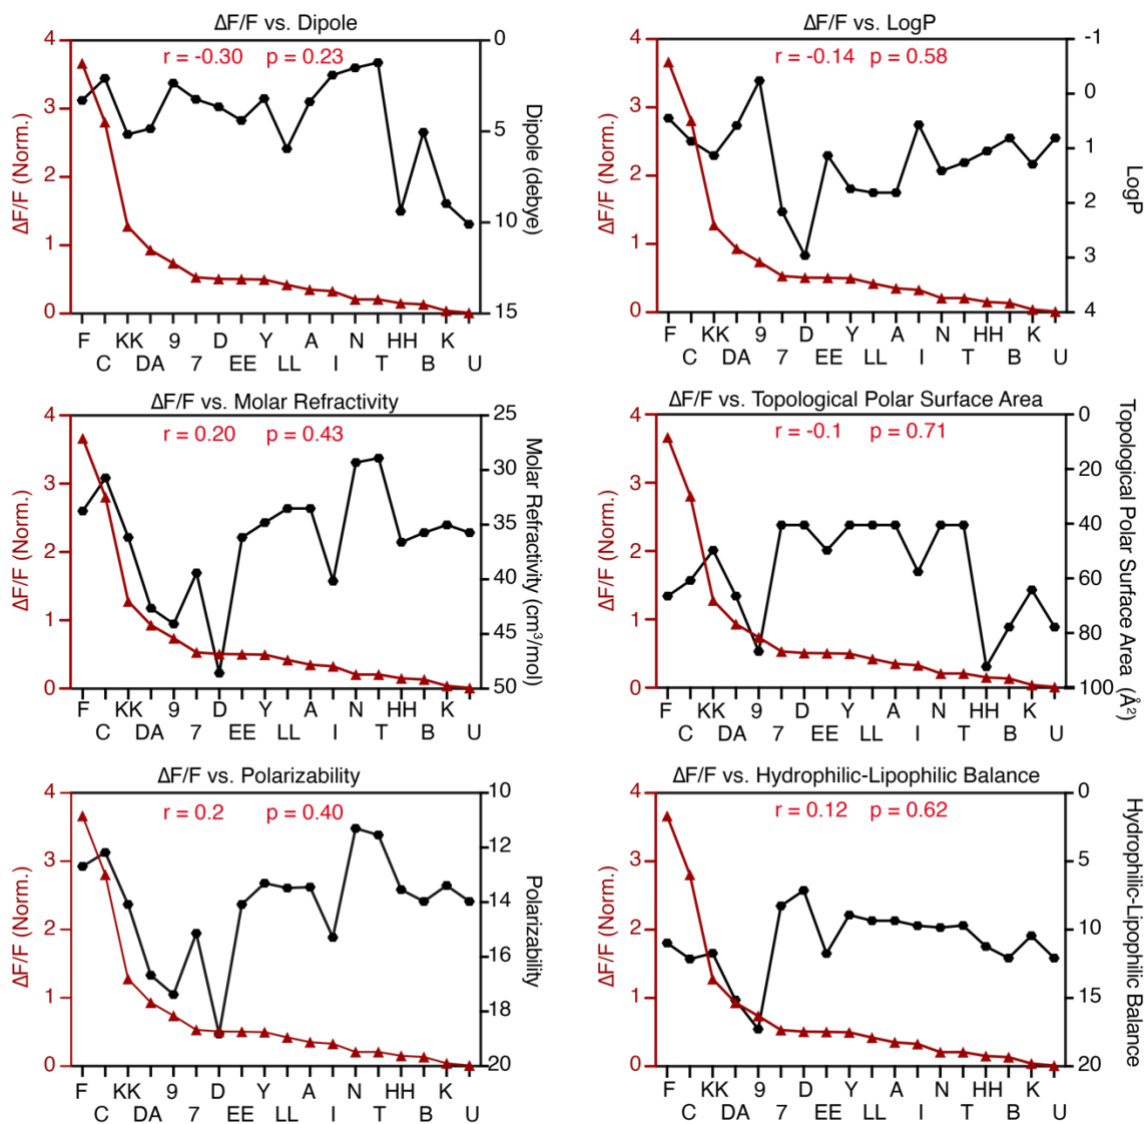 ΔF/F vs. Dipole
r = -0.30 p = 0.23
4
3
2
1
0
ΔF/F (Norm.)
0
5
10
15
Dipole (debye)
F KK 9 D Y A N HH K
C DA 7 EE LL I T B U
ΔF/F vs. LogP
r = -0.14 p = 0.58
4
3
2
1
0
ΔF/F (Norm.)
-1
0
1
2
3
4
LogP
F KK 9 D Y A N HH K
C DA 7 EE LL I T B U
ΔF/F vs. Molar Refractivity
r = 0.20 p = 0.43
4
3
2
1
0
ΔF/F (Norm.)
25
30
35
40
45
50
Molar Refractivity (cm³/mol)
F KK 9 D Y A N HH K
C DA 7 EE LL I T B U
ΔF/F vs. Topological Polar Surface Area
r = -0.1 p = 0.71
4
3
2
1
0
ΔF/F (Norm.)
0
20
40
60
80
100
Topological Polar Surface Area (Å²)
F KK 9 D Y A N HH K
C DA 7 EE LL I T B U
ΔF/F vs. Polarizability
r = 0.2 p = 0.40
4
3
2
1
0
ΔF/F (Norm.)
10
12
14
16
18
20
Polarizability
F KK 9 D Y A N HH K
C DA 7 EE LL I T B U
ΔF/F vs. Hydrophilic-Lipophilic Balance
r = 0.12 p = 0.62
4
3
2
1
0
ΔF/F (Norm.)
0
5
10
15
20
Hydrophilic-Lipophilic Balance
F KK 9 D Y A N HH K
C DA 7 EE LL I T B U